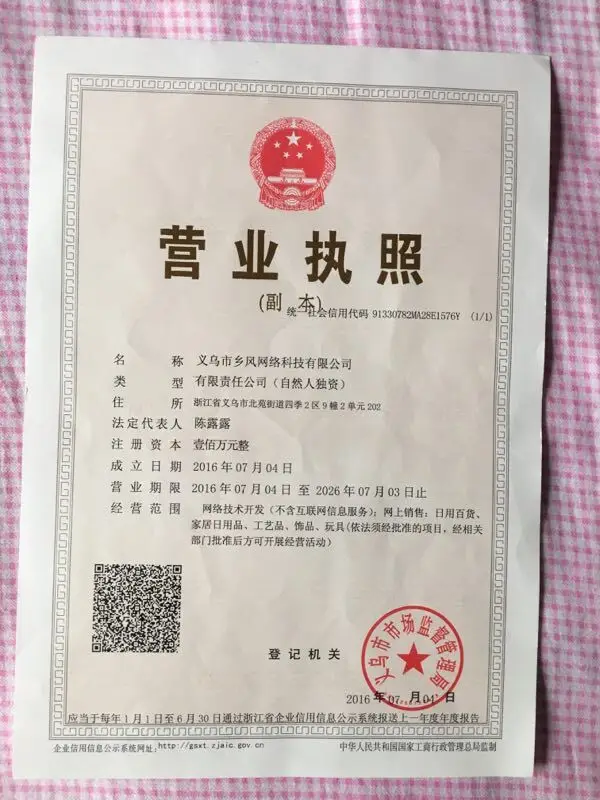 营业执照
(副 本)
统一社会信用代码 91330782MA28E1576Y (1/1)
名 称 义乌市乡风网络科技有限公司
类 型 有限责任公司（自然人独资）
住 所 浙江省义乌市北苑街道四季2区9幢2单元202
法定代表人 陈露露
注册资本 壹佰万元整
成立日期 2016年07月04日
营业期限 2016年07月04日 至 2026年07月03日止
经营范围 网络技术开发（不含互联网信息服务）；网上销售：日用百货、
家居日用品、工艺品、饰品、玩具(依法须经批准的项目，经相关
部门批准后方可开展经营活动）
登记机关
义乌市市场监督管理局
2016 年 07 月 04 日
应当于每年1月1日至6月30日通过浙江省企业信用信息公示系统报送上一年度年度报告
企业信用信息公示系统网址：http://gsxt.zjaic.gov.cn
中华人民共和国国家工商行政管理总局监制